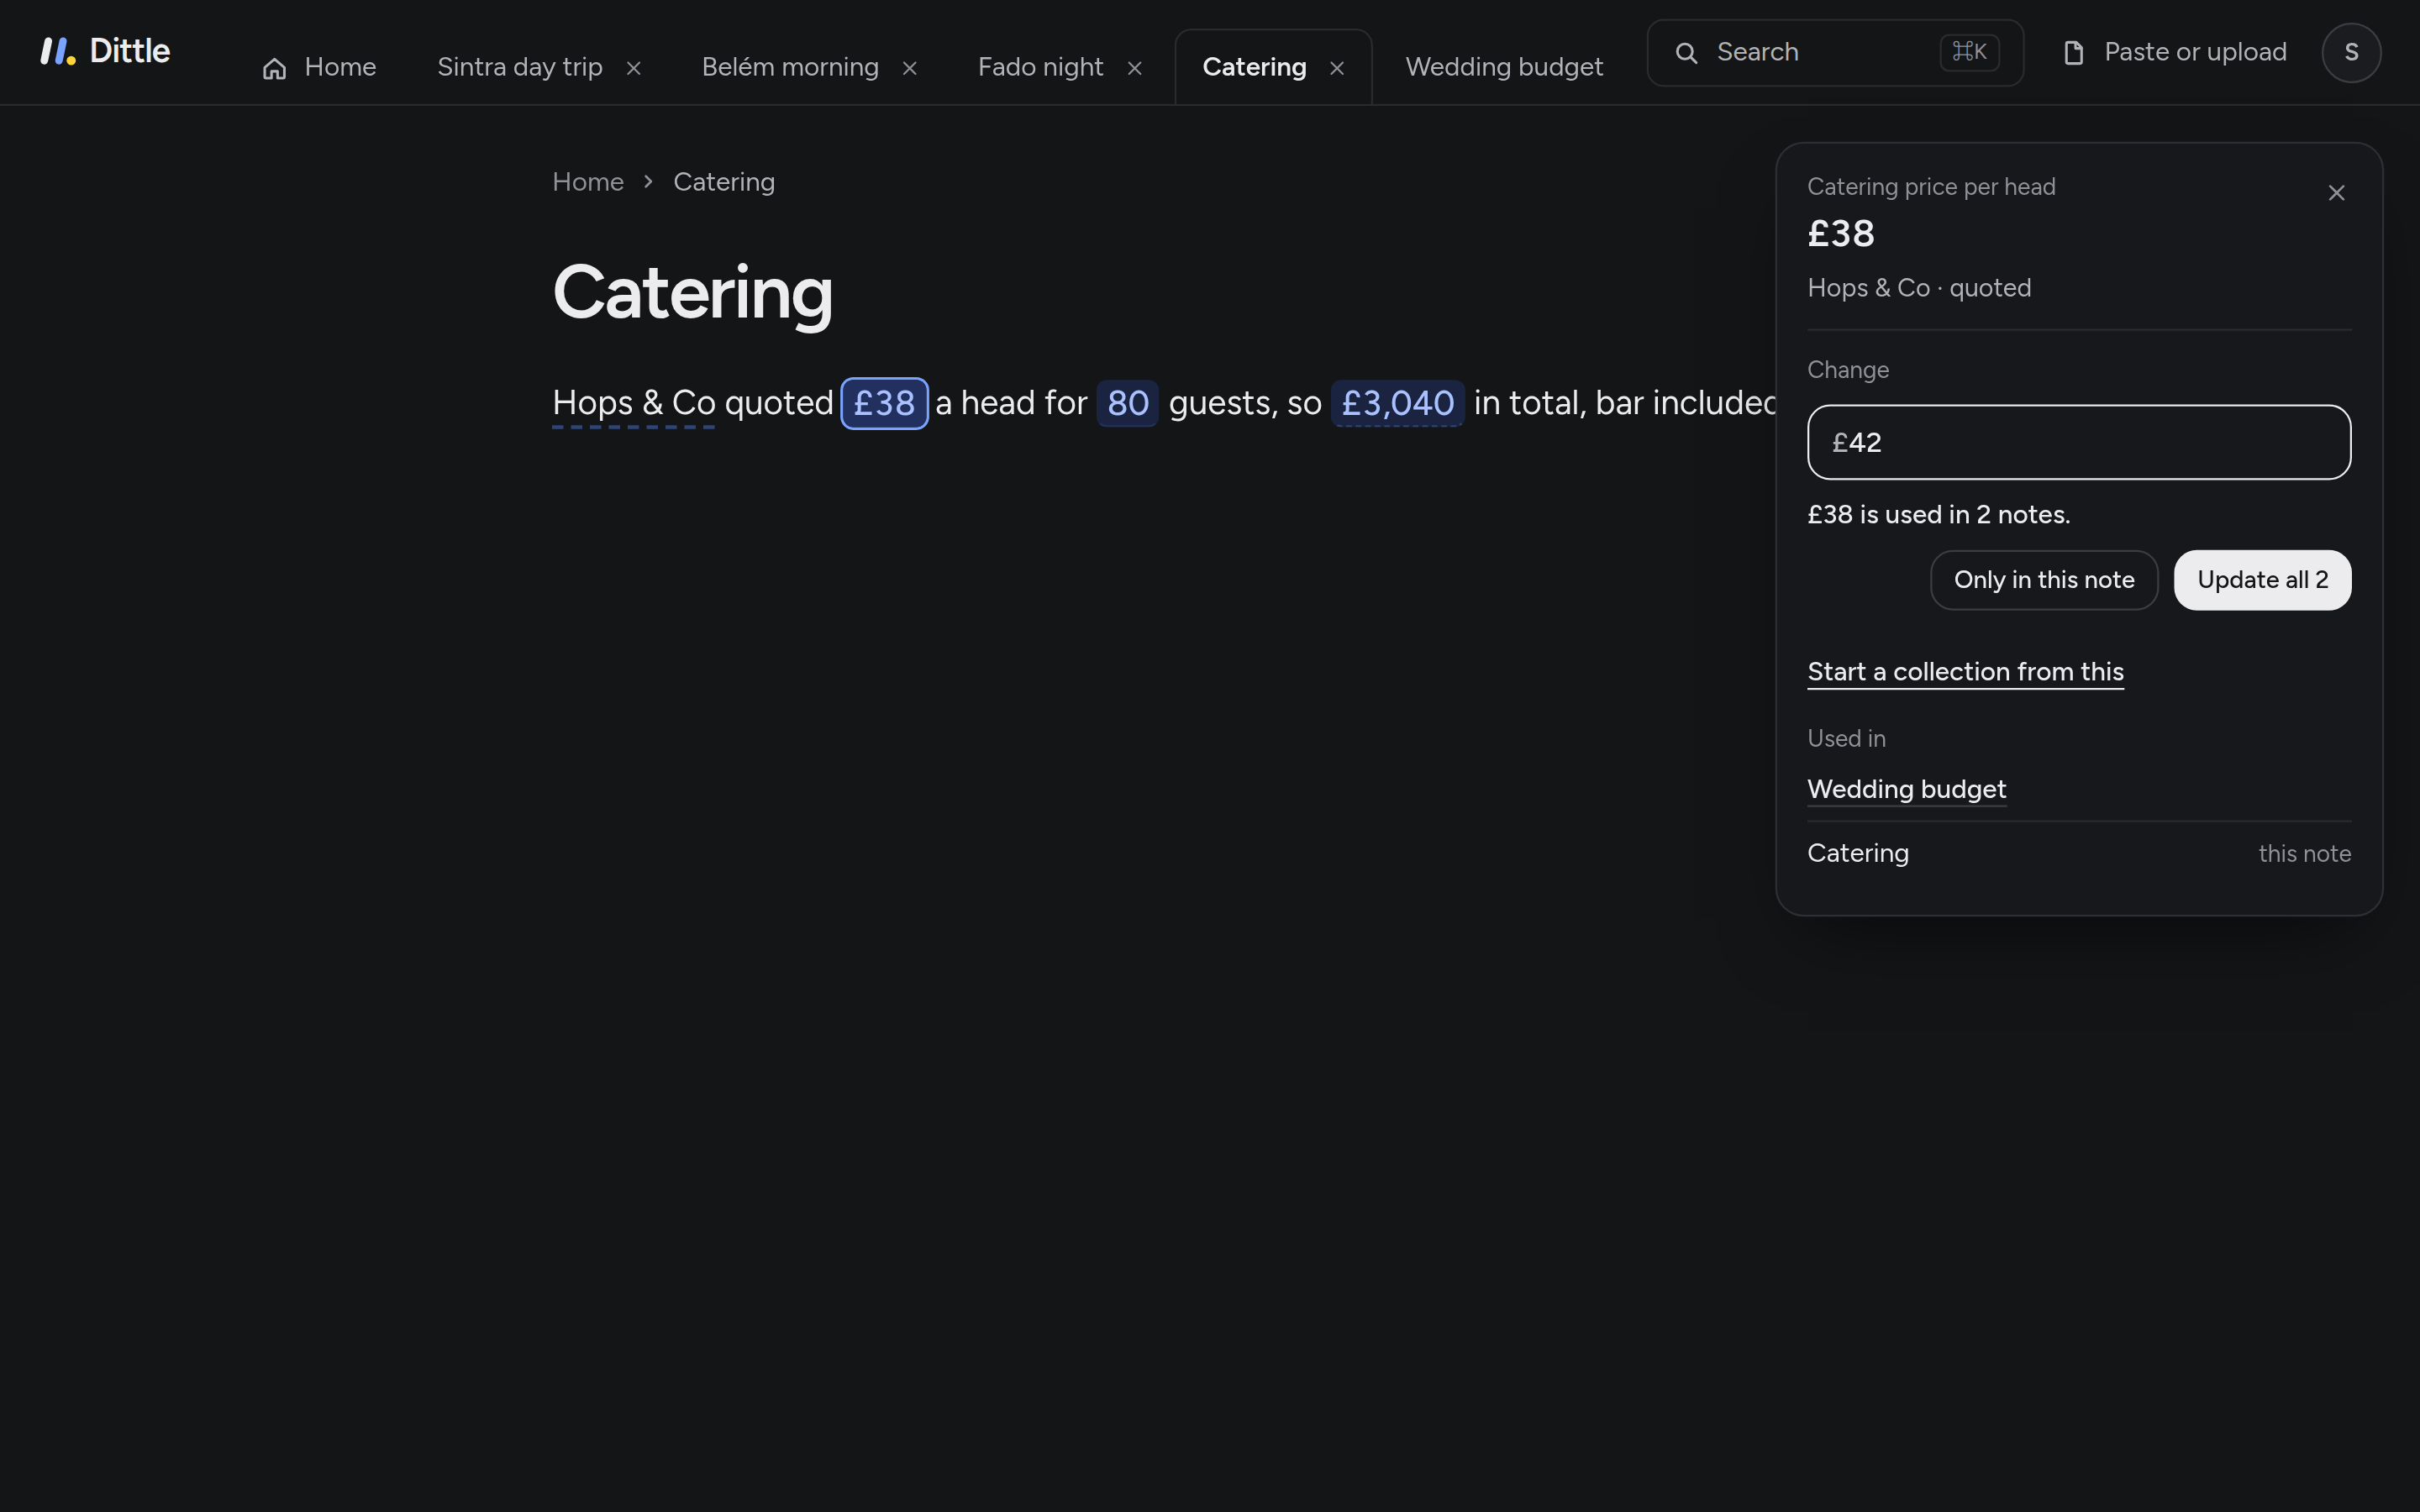 Dittle
Home
Sintra day trip
Belém morning
Fado night
Catering
Wedding budget
Search
⌘K
Paste or upload
S
Home > Catering
Catering
Hops & Co quoted £38 a head for 80 guests, so £3,040 in total, bar included
Catering price per head
£38
Hops & Co · quoted
Change
£42
£38 is used in 2 notes.
Only in this note
Update all 2
Start a collection from this
Used in
Wedding budget
Catering
this note